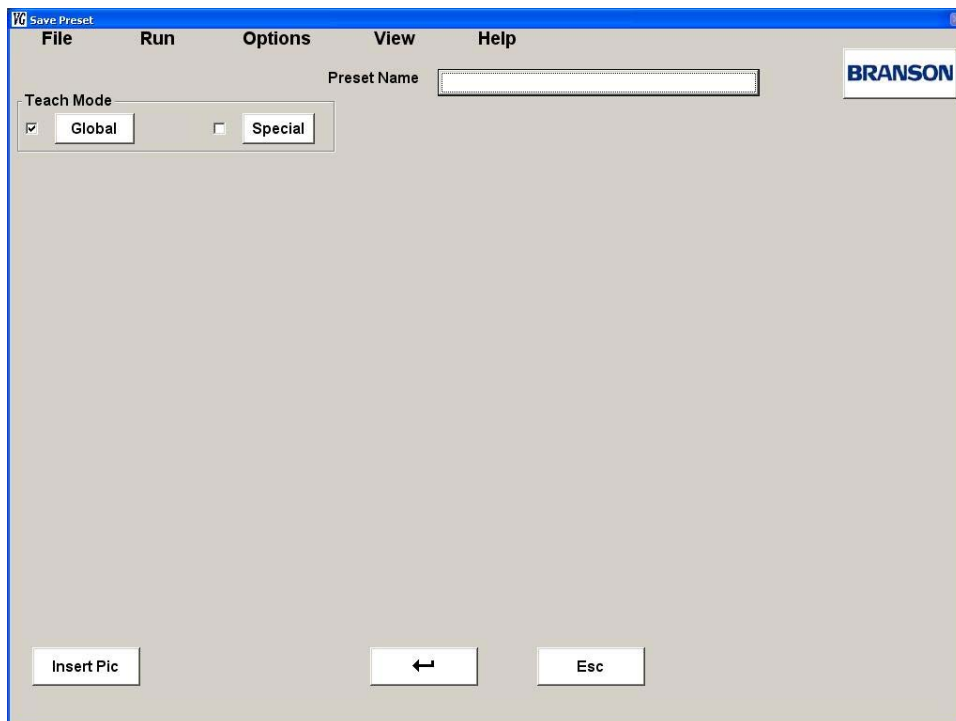 VG Save Preset
File Run Options View Help
Preset Name
BRANSON
Teach Mode
Global Special
Insert Pic Esc